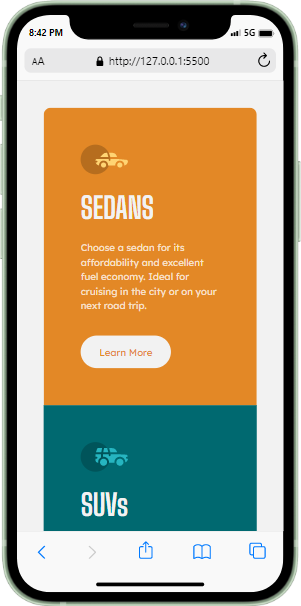 8:42 PM
5G
AA
http://127.0.0.1:5500
SEDANS
Choose a sedan for its
affordability and excellent
fuel economy. Ideal for
cruising in the city or on your
next road trip.
Learn More
SUVs